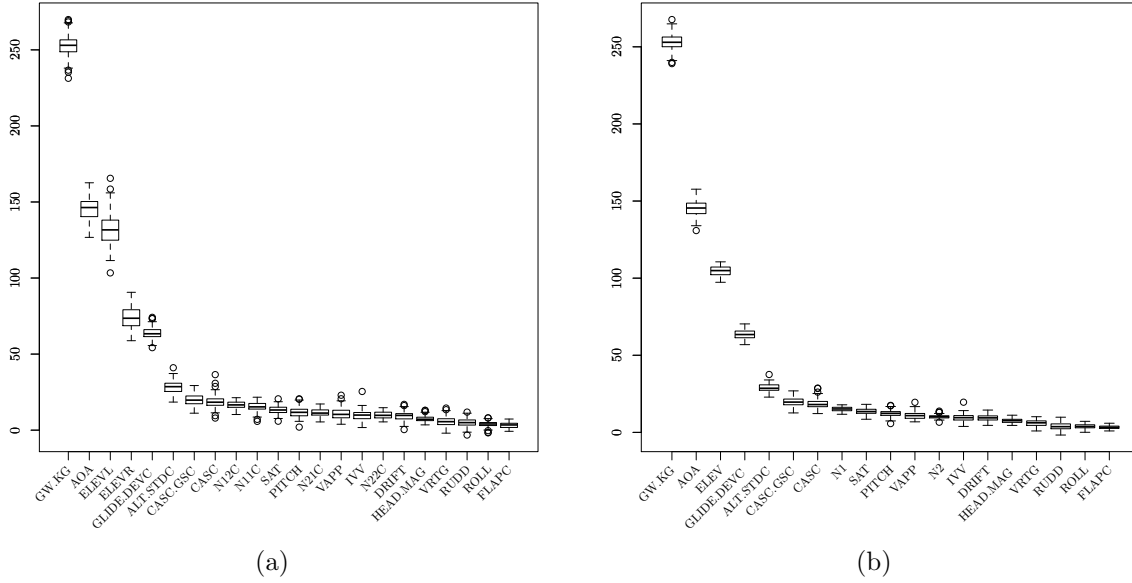 250
200
150
100
50
0
GW.KG
AOA
ELEVL
ELEVR
GLIDE.DEVC
ALT.STDC
CASC.GSC
CASC
N12C
N11C
SAT
PITCH
N21C
VAPP
IVV
N22C
DRIFT
HEAD.MAG
VRTG
RUDD
ROLL
FLAPC
(a)
250
200
150
100
50
0
GW.KG
AOA
ELEV
GLIDE.DEVC
ALT.STDC
CASC.GSC
CASC
N1
SAT
PITCH
VAPP
N2
IVV
DRIFT
HEAD.MAG
VRTG
RUDD
ROLL
FLAPC
(b)